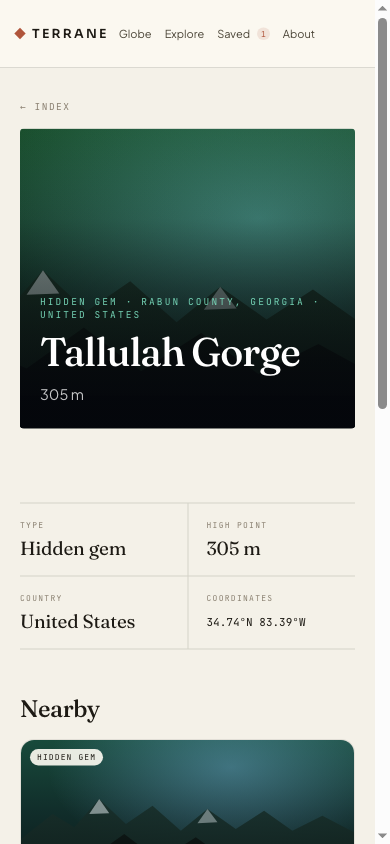 TERRANE Globe Explore Saved 1 About
← INDEX
HIDDEN GEM · RABUN COUNTY, GEORGIA ·
UNITED STATES
Tallulah Gorge
305 m
TYPE
Hidden gem
HIGH POINT
305 m
COUNTRY
United States
COORDINATES
34.74°N 83.39°W
Nearby
HIDDEN GEM